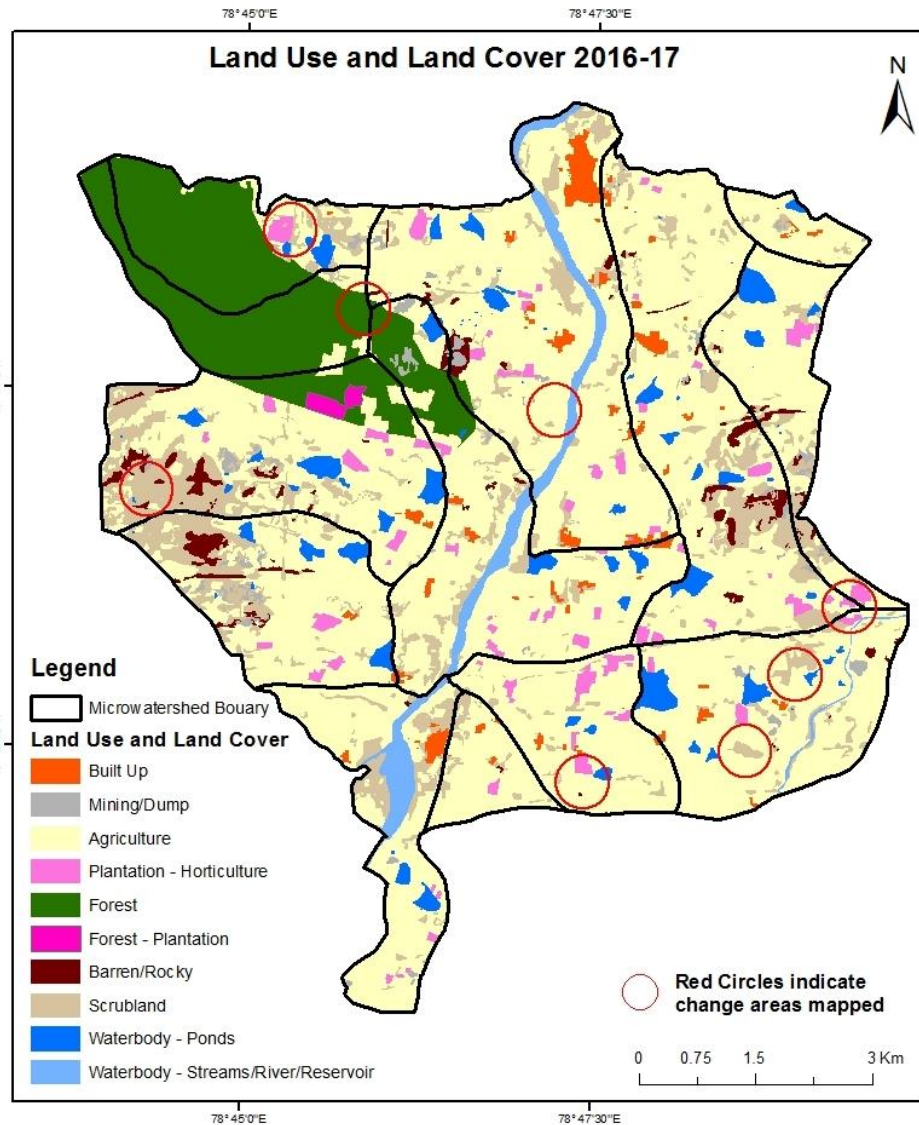 78°45'0"E 78°47'30"E
Land Use and Land Cover 2016-17
N
Legend
Microwatershed Bouary
Land Use and Land Cover
Built Up
Mining/Dump
Agriculture
Plantation - Horticulture
Forest
Forest - Plantation
Barren/Rocky
Scrubland
Waterbody - Ponds
Waterbody - Streams/River/Reservoir
Red Circles indicate
change areas mapped
0 0.75 1.5 3 Km
78°45'0"E 78°47'30"E